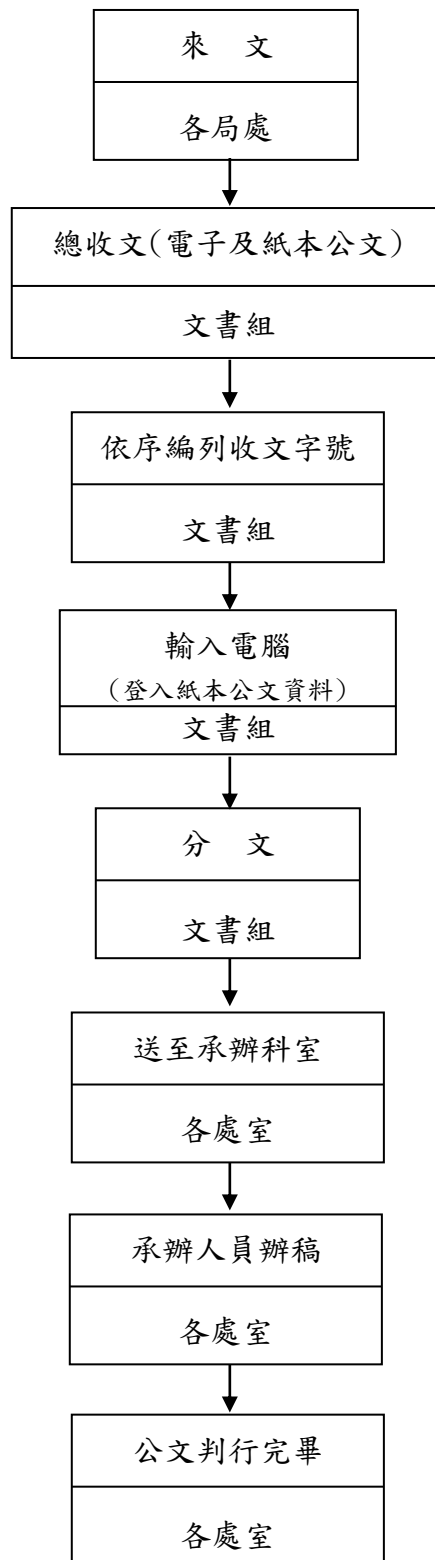 來 文
各局處
總收文(電子及紙本公文)
文書組
依序編列收文字號
文書組
輸入電腦
(登入紙本公文資料)
文書組
分 文
文書組
送至承辦科室
各處室
承辦人員辦稿
各處室
公文判行完畢
各處室